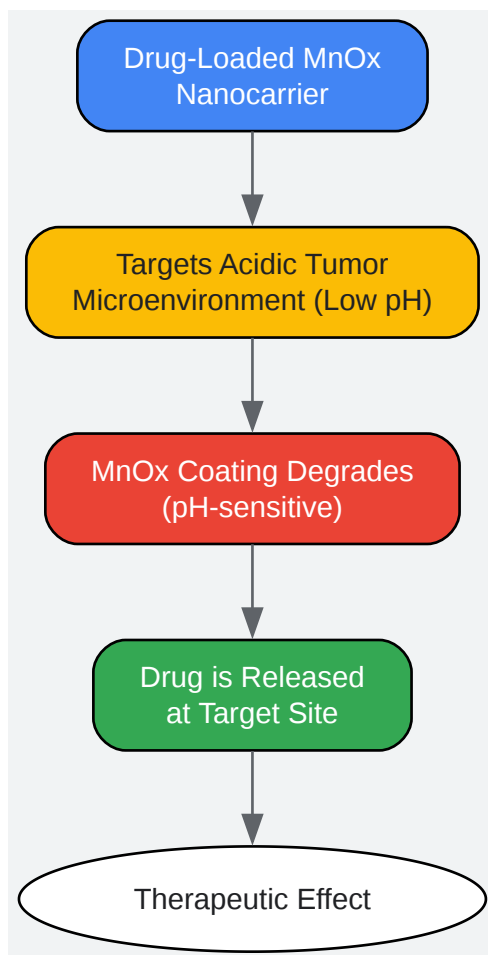 Drug-Loaded MnOx
Nanocarrier
Targets Acidic Tumor
Microenvironment (Low pH)
MnOx Coating Degrades
(pH-sensitive)
Drug is Released
at Target Site
Therapeutic Effect